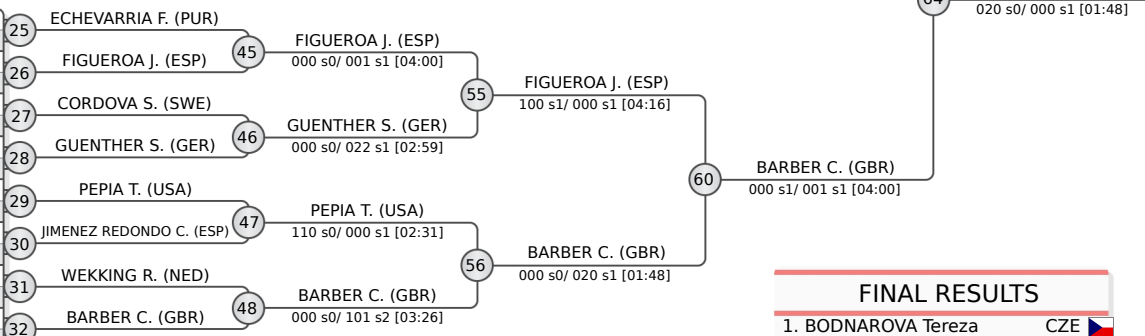 64
020 s0/ 000 s1 [01:48]
25
ECHEVARRIA F. (PUR)
45
FIGUEROA J. (ESP)
000 s0/ 001 s1 [04:00]
26
FIGUEROA J. (ESP)
55
FIGUEROA J. (ESP)
100 s1/ 000 s1 [04:16]
27
CORDOVA S. (SWE)
46
GUENTHER S. (GER)
000 s0/ 022 s1 [02:59]
28
GUENTHER S. (GER)
60
BARBER C. (GBR)
000 s1/ 001 s1 [04:00]
29
PEPIA T. (USA)
47
PEPIA T. (USA)
110 s0/ 000 s1 [02:31]
30
JIMENEZ REDONDO C. (ESP)
56
BARBER C. (GBR)
000 s0/ 020 s1 [01:48]
31
WEKKING R. (NED)
48
BARBER C. (GBR)
000 s0/ 101 s2 [03:26]
32
BARBER C. (GBR)
FINAL RESULTS
1. BODNAROVA Tereza CZE